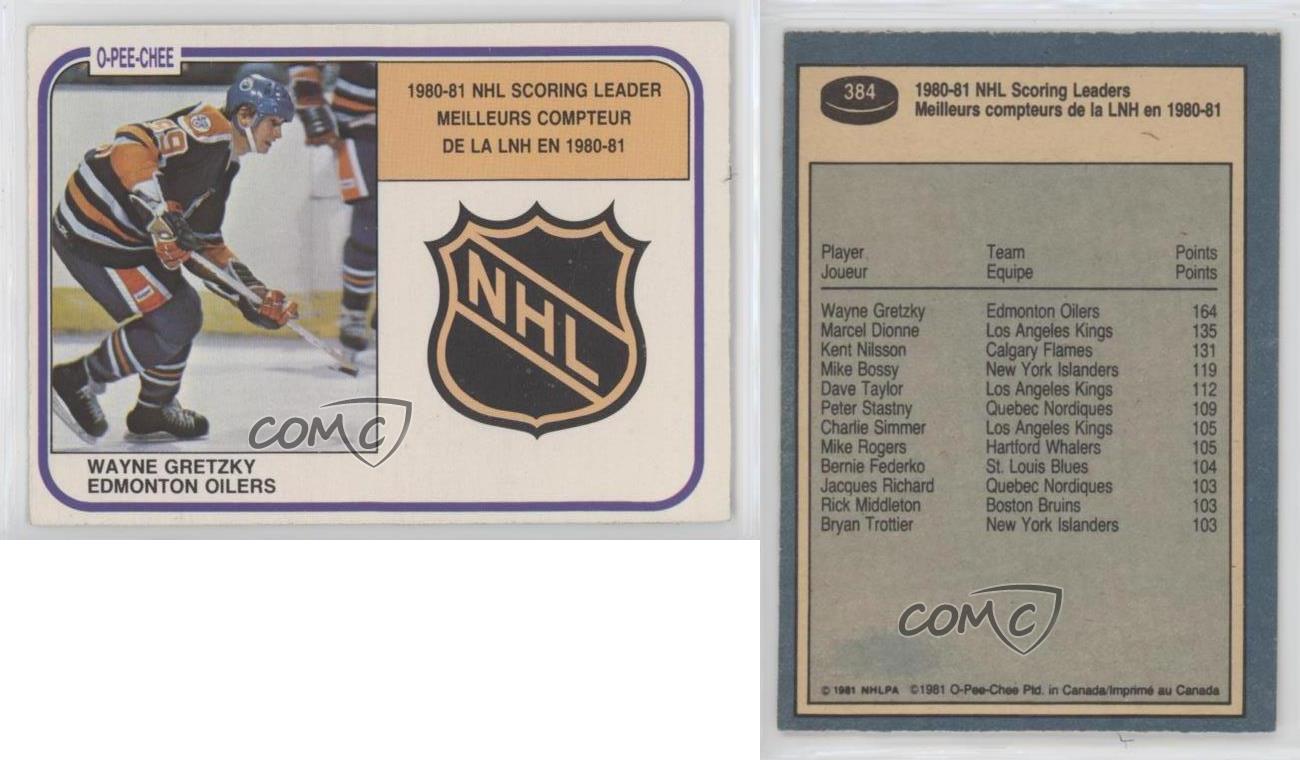 O-PEE-CHEE
1980-81 NHL SCORING LEADER
MEILLEURS COMPTEUR
DE LA LNH EN 1980-81
99
NHL
COMC
WAYNE GRETZKY
EDMONTON OILERS
384
1980-81 NHL Scoring Leaders
Meilleurs compteurs de la LNH en 1980-81
Player Team Points
Joueur Equipe Points
Wayne Gretzky Edmonton Oilers 164
Marcel Dionne Los Angeles Kings 135
Kent Nilsson Calgary Flames 131
Mike Bossy New York Islanders 119
Dave Taylor Los Angeles Kings 112
Peter Stastny Quebec Nordiques 109
Charlie Simmer Los Angeles Kings 105
Mike Rogers Hartford Whalers 105
Bernie Federko St. Louis Blues 104
Jacques Richard Quebec Nordiques 103
Rick Middleton Boston Bruins 103
Bryan Trottier New York Islanders 103
COMC
© 1981 NHLPA ©1981 O-Pee-Chee Ptd. in Canada/Imprimé au Canada